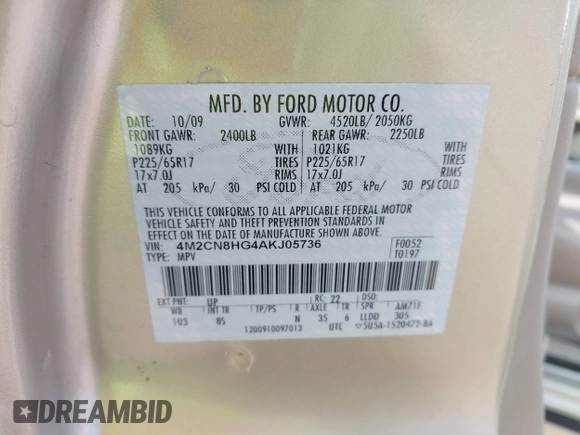 MFD. BY FORD MOTOR CO.
DATE: 10/09 GVWR: 4520LB/ 2050KG
FRONT GAWR: 2400LB REAR GAWR: 2250LB
1089KG WITH 1021KG WITH
P225/65R17 TIRES P225/65R17 TIRES
17x7.0J RIMS 17x7.0J RIMS
AT 205 kPa/ 30 PSI COLD AT 205 kPa/ 30 PSI COLD
THIS VEHICLE CONFORMS TO ALL APPLICABLE FEDERAL MOTOR
VEHICLE SAFETY AND THEFT PREVENTION STANDARDS IN
EFFECT ON THE DATE OF MANUFACTURE SHOWN ABOVE.
VIN: 4M2CN8HG4AKJ05736 F0052
TYPE: MPV T0197
EXT PNT: UP RC: 22 DSO:
WB INT TR TP/PS R AXLE TR SPR AM718
103 8S N 35 6 LLDD 305
1200910097013 UTC 5U5A-1520472-BA
DREAMBID